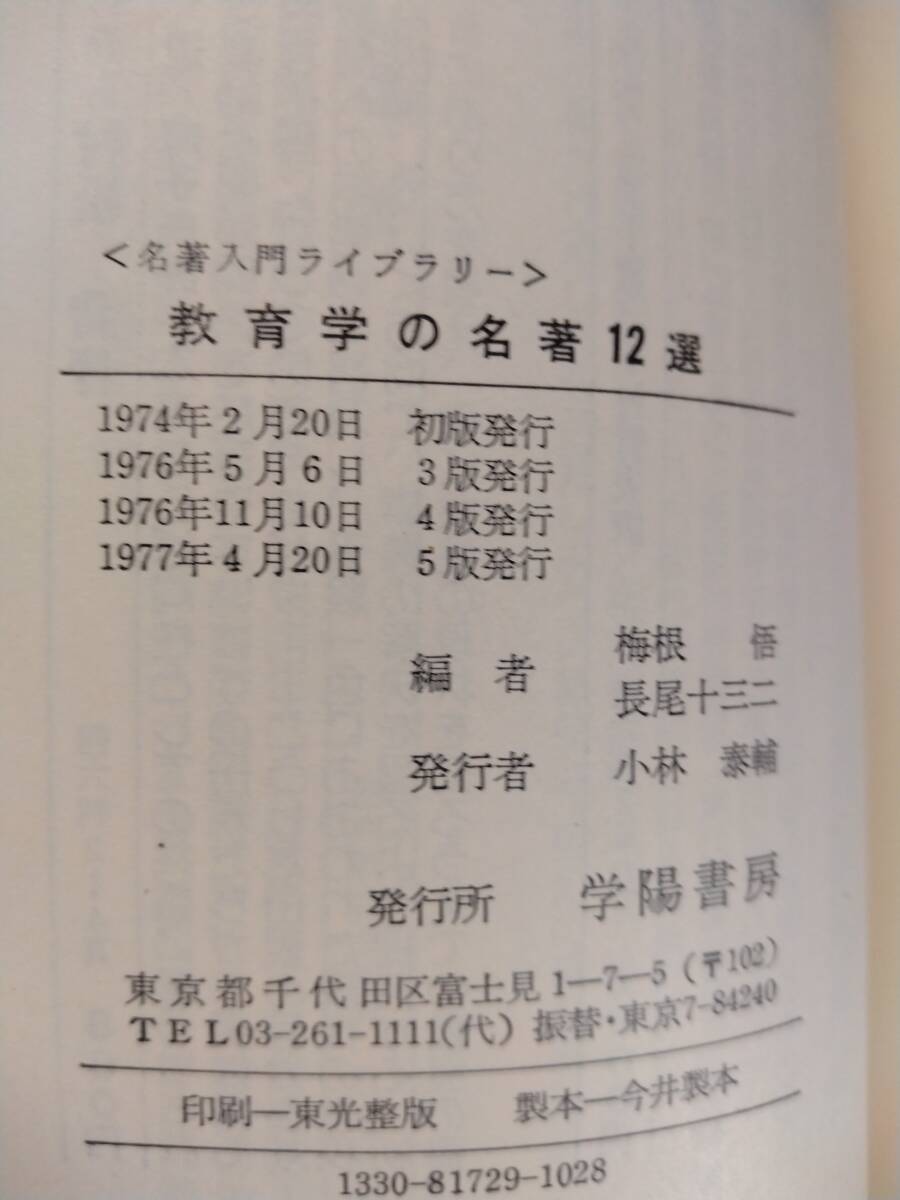 <名著入門ライブラリー>
教育学の名著12選
1974年2月20日 初版発行
1976年5月6日 3版発行
1976年11月10日 4版発行
1977年4月20日 5版発行
編者 梅根 悟
長尾十三二
発行者 小林 泰輔
発行所 学陽書房
東京都千代田区富士見1―7―5(〒102)
TEL03-261-1111(代) 振替・東京7-84240
印刷―東光整版 製本―今井製本
1330-81729-1028